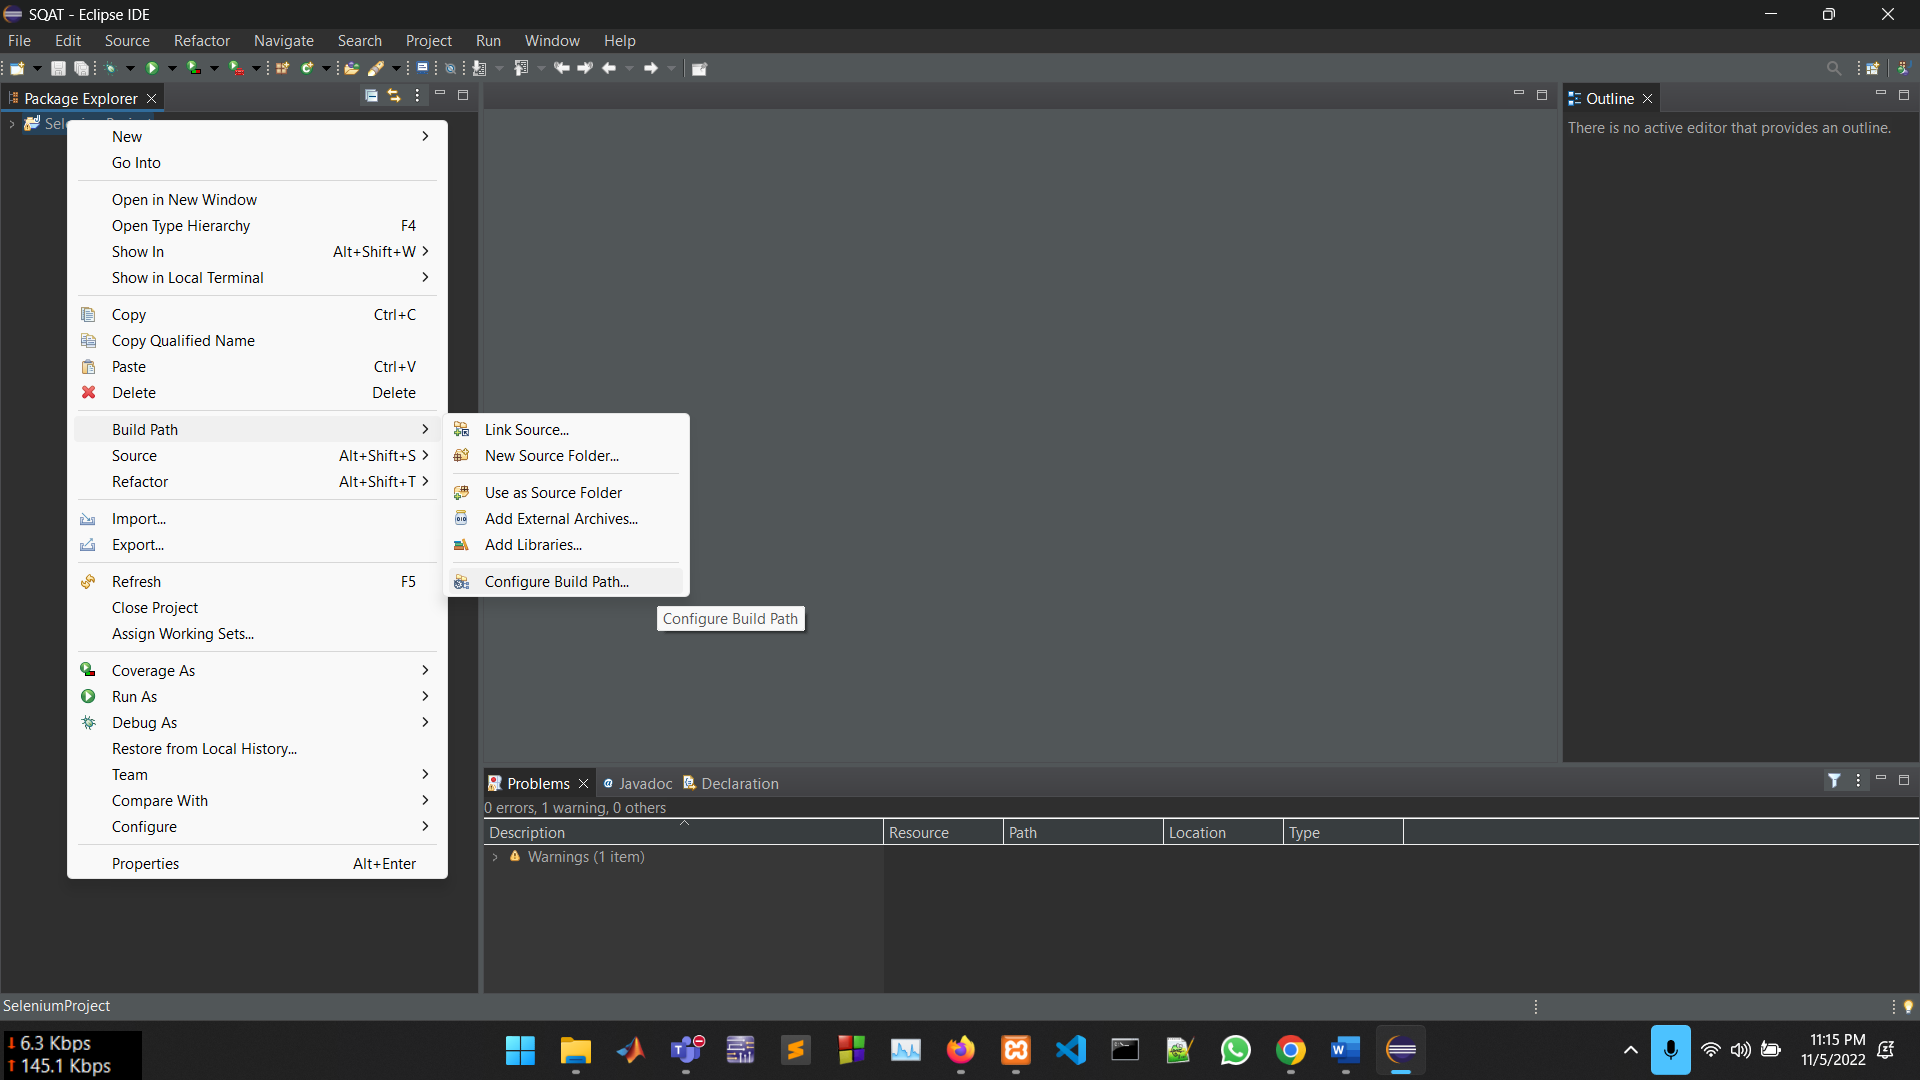 SQAT - Eclipse IDE
File Edit Source Refactor Navigate Search Project Run Window Help
Package Explorer
New
Go Into
Open in New Window
Open Type Hierarchy F4
Show In Alt+Shift+W
Show in Local Terminal
Copy Ctrl+C
Copy Qualified Name
Paste Ctrl+V
Delete Delete
Build Path
Source Alt+Shift+S
Refactor Alt+Shift+T
Import...
Export...
Refresh F5
Close Project
Assign Working Sets...
Coverage As
Run As
Debug As
Restore from Local History...
Team
Compare With
Configure
Properties Alt+Enter
Link Source...
New Source Folder...
Use as Source Folder
Add External Archives...
Add Libraries...
Configure Build Path...
Configure Build Path
Outline
There is no active editor that provides an outline.
Problems Javadoc Declaration
0 errors, 1 warning, 0 others
Description Resource Path Location Type
Warnings (1 item)
SeleniumProject
6.3 Kbps
145.1 Kbps
11:15 PM
11/5/2022